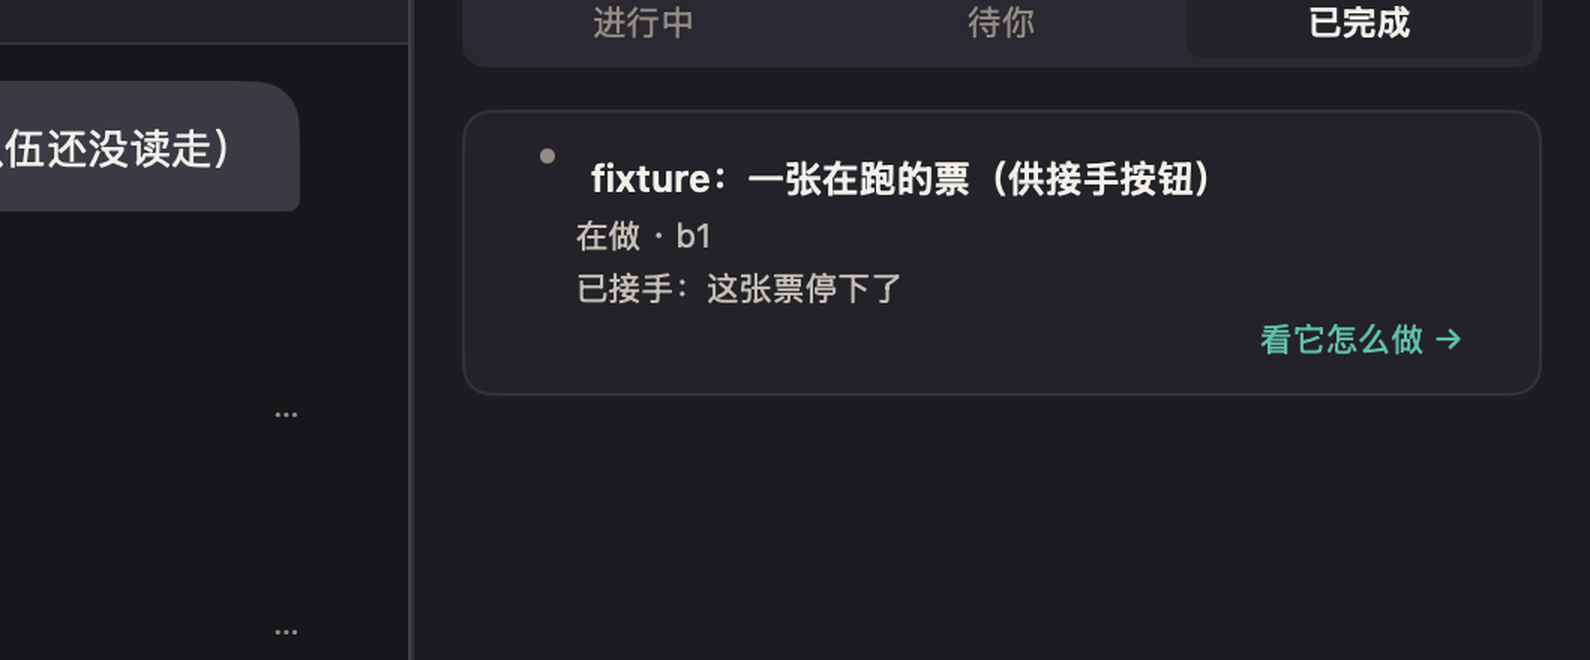 进行中
待你
已完成
伍还没读走）
fixture：一张在跑的票（供接手按钮）
在做 · b1
已接手：这张票停下了
看它怎么做 →
...
...